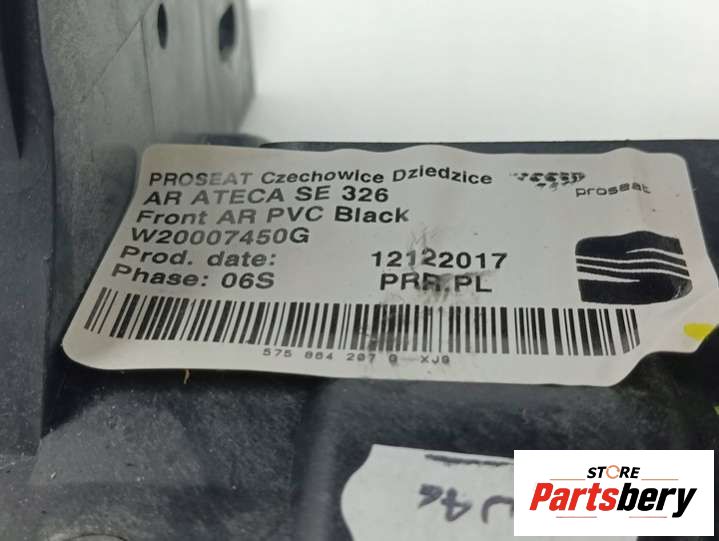 PROSEAT Czechowice Dziedzice
proseat
AR ATECA SE 326
Front AR PVC Black
W20007450G
Prod. date: 12122017
Phase: 06S PRR.PL
575 864 207 G XJG
STORE
Partsbery